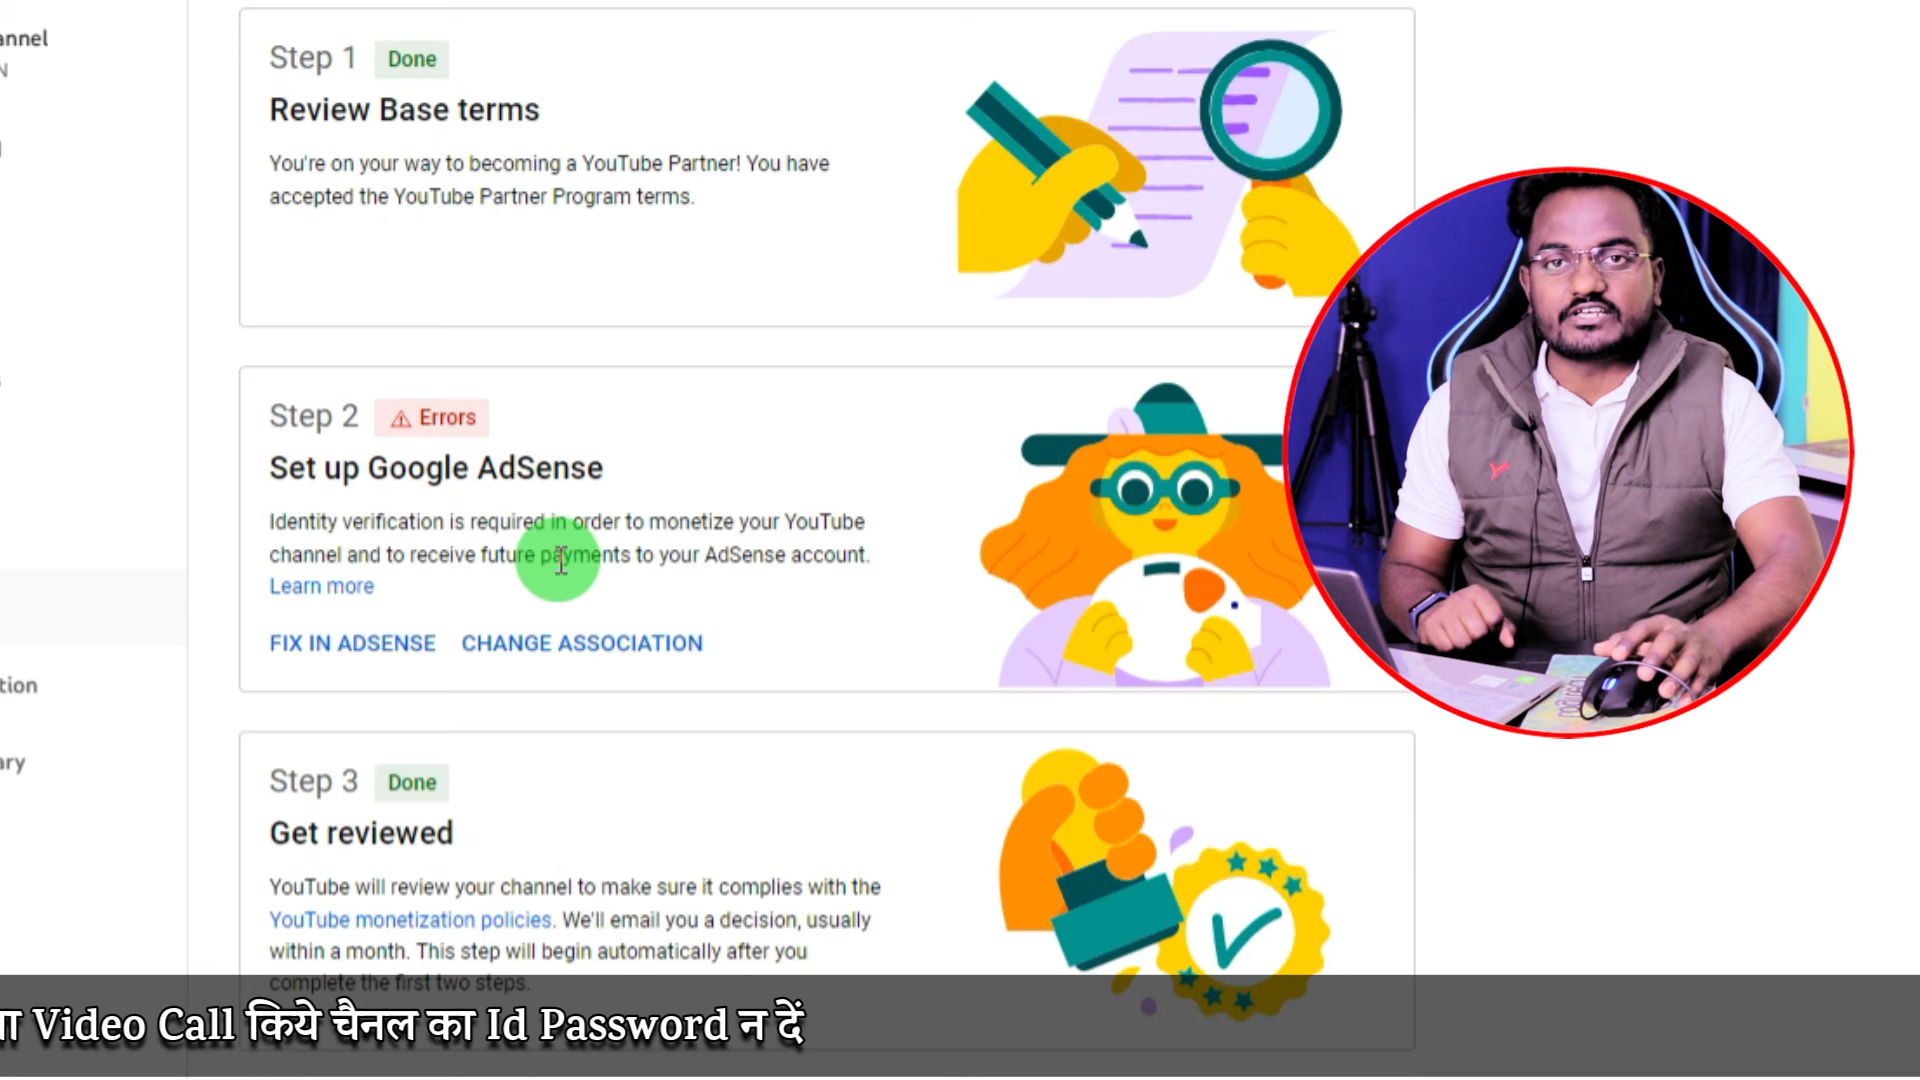 annel
N
Step 1 Done
Review Base terms
You're on your way to becoming a YouTube Partner! You have
accepted the YouTube Partner Program terms.
Step 2 Errors
Set up Google AdSense
Identity verification is required in order to monetize your YouTube
channel and to receive future payments to your AdSense account.
Learn more
FIX IN ADSENSE CHANGE ASSOCIATION
tion
ary
Step 3 Done
Get reviewed
YouTube will review your channel to make sure it complies with the
YouTube monetization policies. We'll email you a decision, usually
within a month. This step will begin automatically after you
complete the first two steps.
Video Call किये चैनल का Id Password न दें